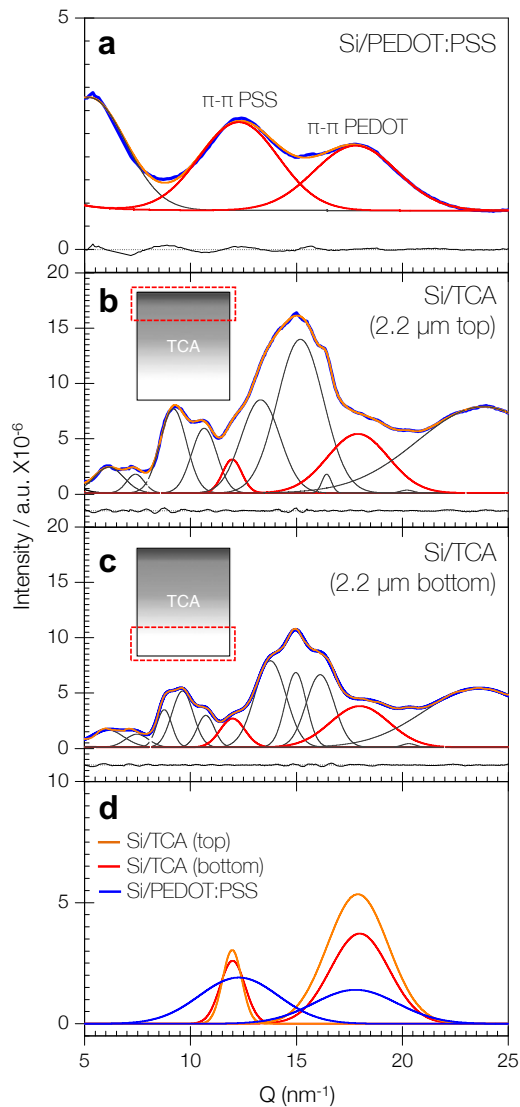 5
a
Si/PEDOT:PSS
π-π PSS
π-π PEDOT
0
20
b
Si/TCA
(2.2 µm top)
TCA
15
10
5
0
20
c
Si/TCA
(2.2 µm bottom)
TCA
15
10
5
0
10
d
Si/TCA (top)
Si/TCA (bottom)
Si/PEDOT:PSS
5
0
5
10
15
20
25
Q (nm⁻¹)
Intensity / a.u. X10⁻⁶